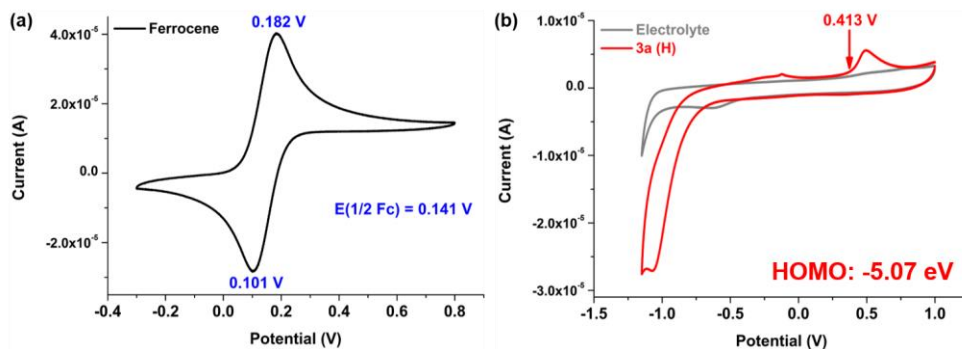 (a)
0.182 V
Ferrocene
4.0x10⁻⁵
2.0x10⁻⁵
0.0
-2.0x10⁻⁵
Current (A)
E(1/2 Fc) = 0.141 V
0.101 V
-0.4 -0.2 0.0 0.2 0.4 0.6 0.8
Potential (V)
(b)
1.0x10⁻⁵
0.413 V
Electrolyte
3a (H)
0.0
-1.0x10⁻⁵
-2.0x10⁻⁵
-3.0x10⁻⁵
Current (A)
HOMO: -5.07 eV
-1.5 -1.0 -0.5 0.0 0.5 1.0
Potential (V)